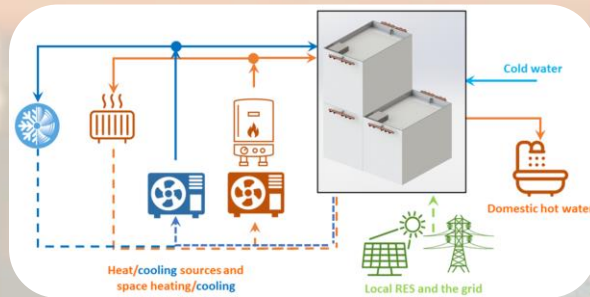 Cold water
Domestic hot water
Heat/cooling sources and
space heating/cooling
Local RES and the grid